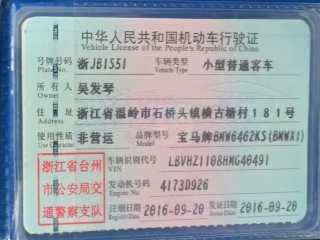 中华人民共和国机动车行驶证
Vehicle License of the People's Republic of China
号牌号码 浙JB1S51 车辆类型 小型普通客车
Plate No. Vehicle Type
所有人 吴发琴
Owner
住址 浙江省温岭市石桥头镇横古塘村181号
Address
使用性质 非营运 品牌型号 宝马牌BMW6462KS(BMWX1)
Use Character Model
浙江省台州 车辆识别代号 LBVHZ1108HMG40491
VIN
市公安局交 发动机号码 4173D926
Engine No.
通警察支队 注册日期 2016-09-20 发证日期 2016-09-20
Register Date Issue Date